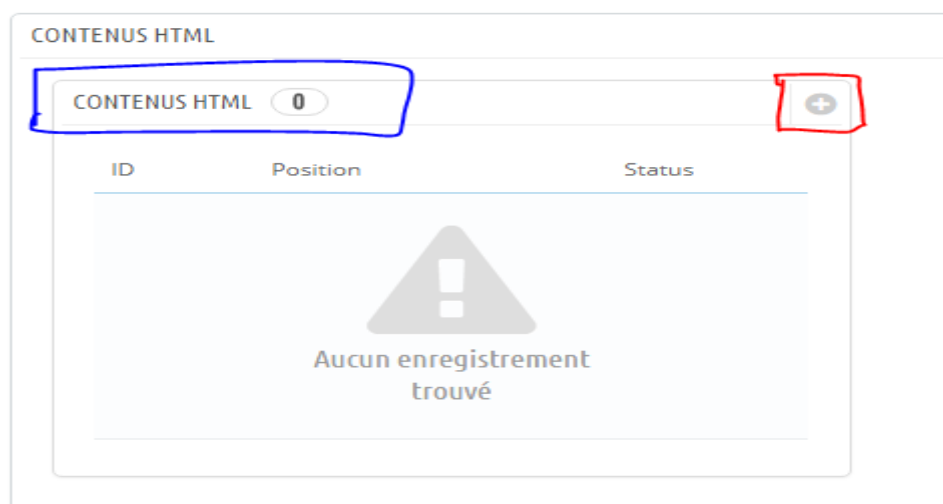 CONTENUS HTML
CONTENUS HTML 0
ID Position Status
Aucun enregistrement
trouvé